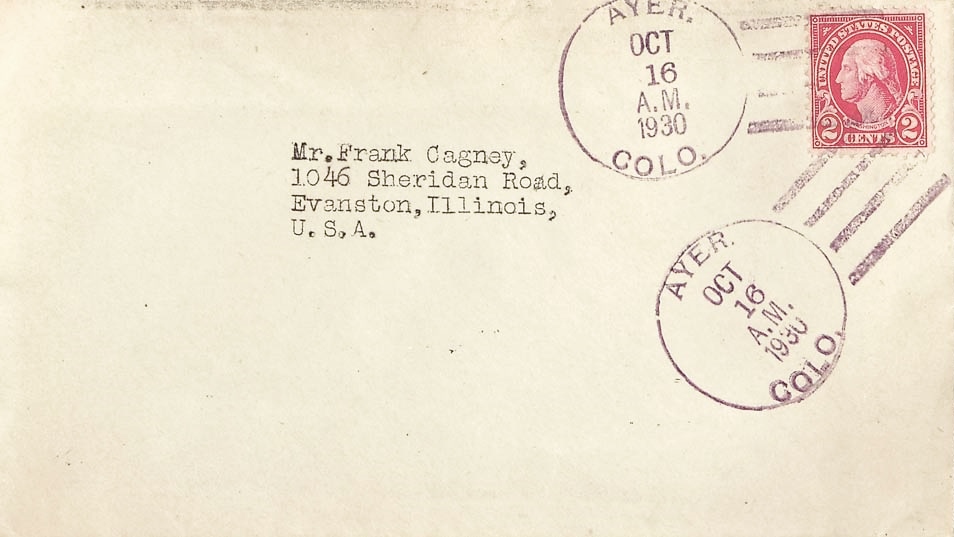 AYER.
OCT
16
A.M.
1930
COLO.
UNITED STATES POSTAGE
WASHINGTON
2 CENTS 2
Mr.Frank Cagney,
1046 Sheridan Road,
Evanston,Illinois,
U.S.A.
AYER.
OCT
16
A.M.
1930
COLO.